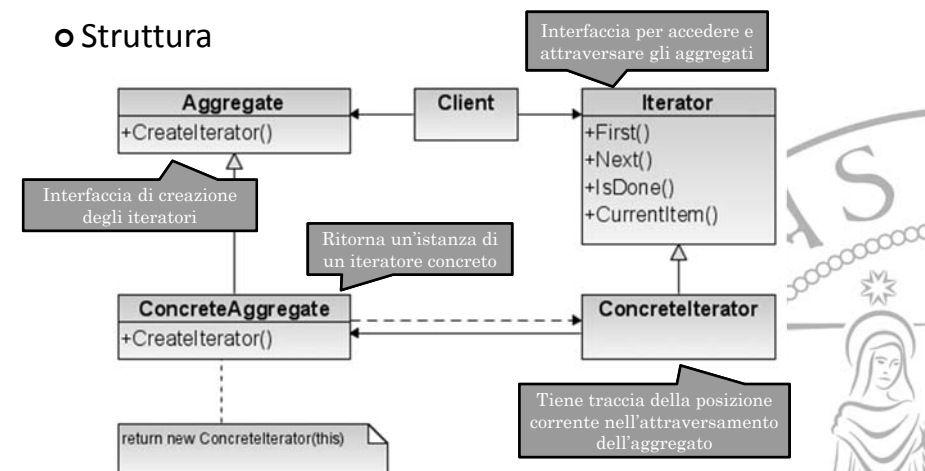 Struttura
Interfaccia per accedere e
attraversare gli aggregati
Aggregate
+CreateIterator()
Client
Iterator
+First()
+Next()
+IsDone()
+CurrentItem()
Interfaccia di creazione
degli iteratori
Ritorna un'istanza di
un iteratore concreto
ConcreteAggregate
+CreateIterator()
ConcreteIterator
Tiene traccia della posizione
corrente nell'attraversamento
dell'aggregato
return new ConcreteIterator(this)
AS